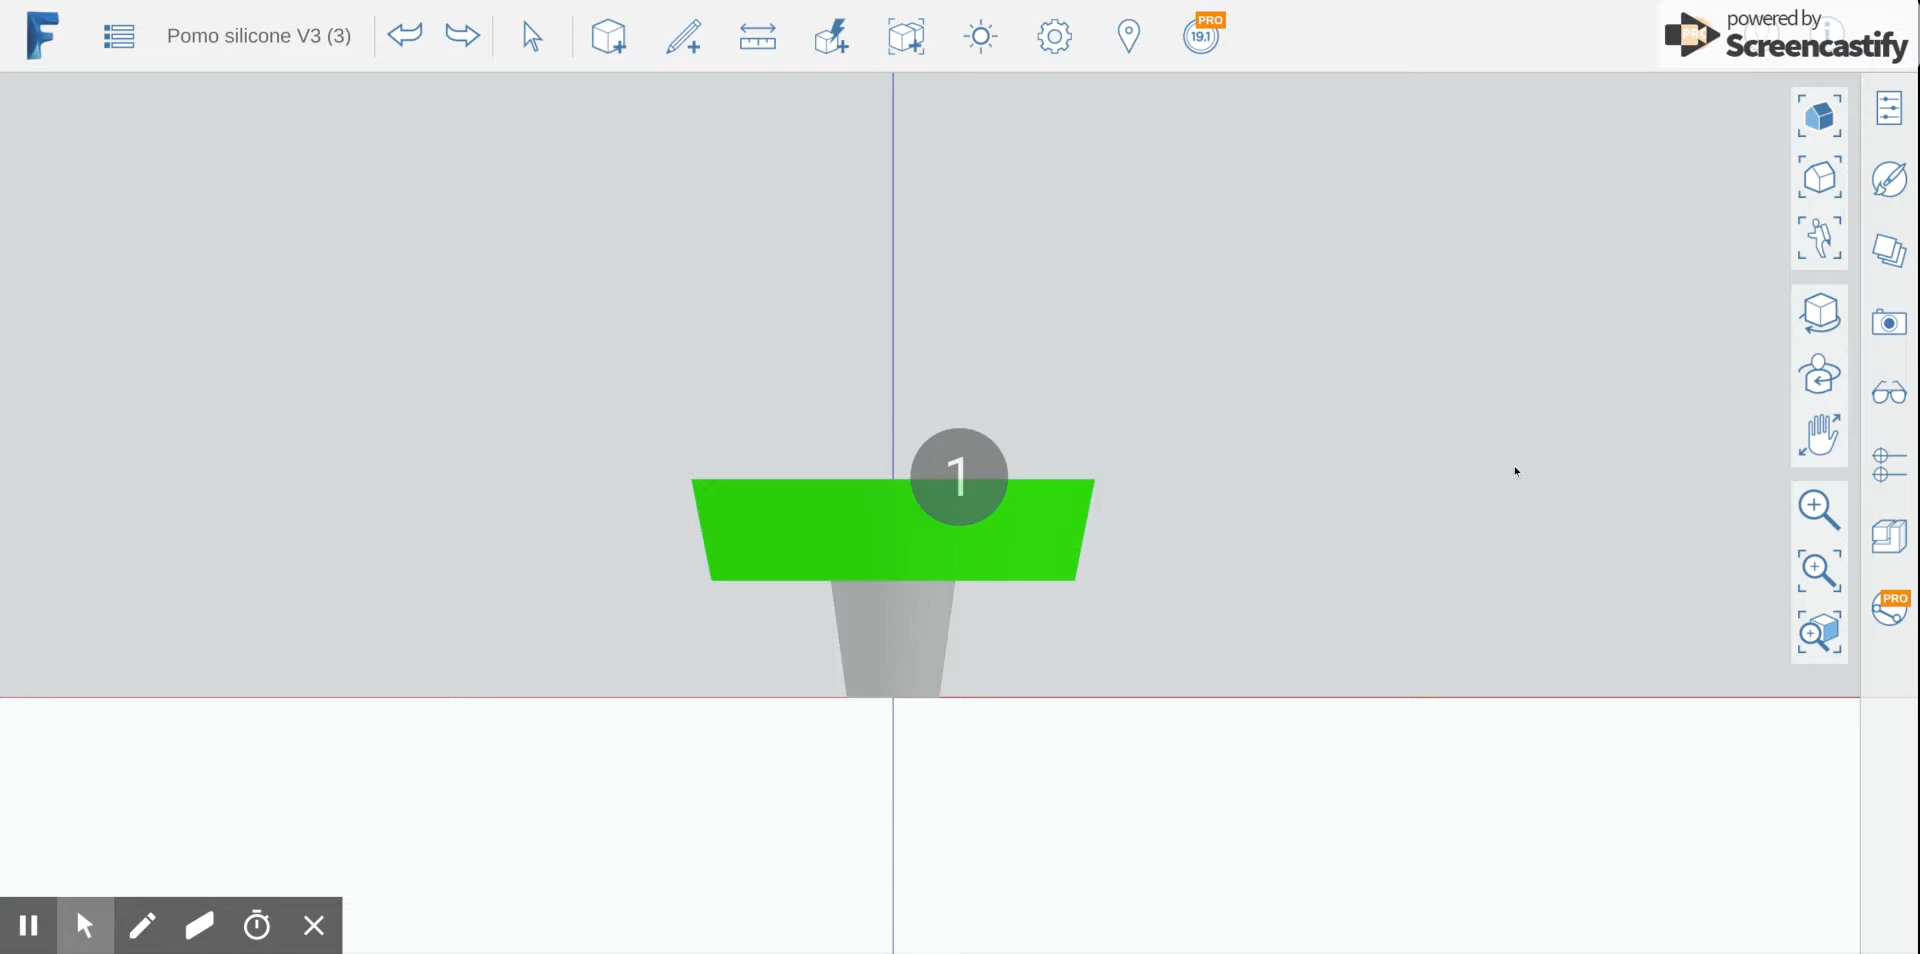 Pomo silicone V3 (3)
PRO
19.1
powered by
Screencastify
1
PRO